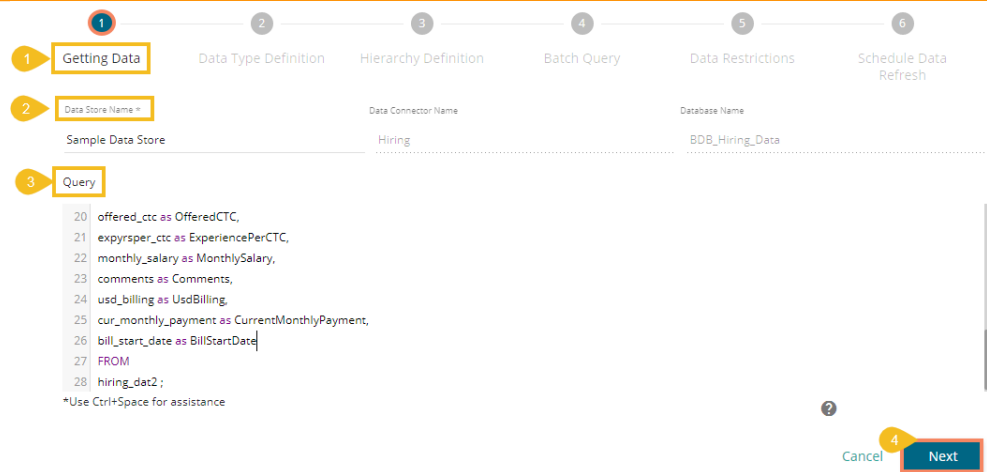 1 2 3 4 5 6
1 Getting Data Data Type Definition Hierarchy Definition Batch Query Data Restrictions Schedule Data
Refresh
2 Data Store Name * Data Connector Name Database Name
Sample Data Store Hiring BDB_Hiring_Data
3 Query
20 offered_ctc as OfferedCTC,
21 expyrsper_ctc as ExperiencePerCTC,
22 monthly_salary as MonthlySalary,
23 comments as Comments,
24 usd_billing as UsdBilling,
25 cur_monthly_payment as CurrentMonthlyPayment,
26 bill_start_date as BillStartDate
27 FROM
28 hiring_dat2 ;
*Use Ctrl+Space for assistance
?
4
Cancel Next